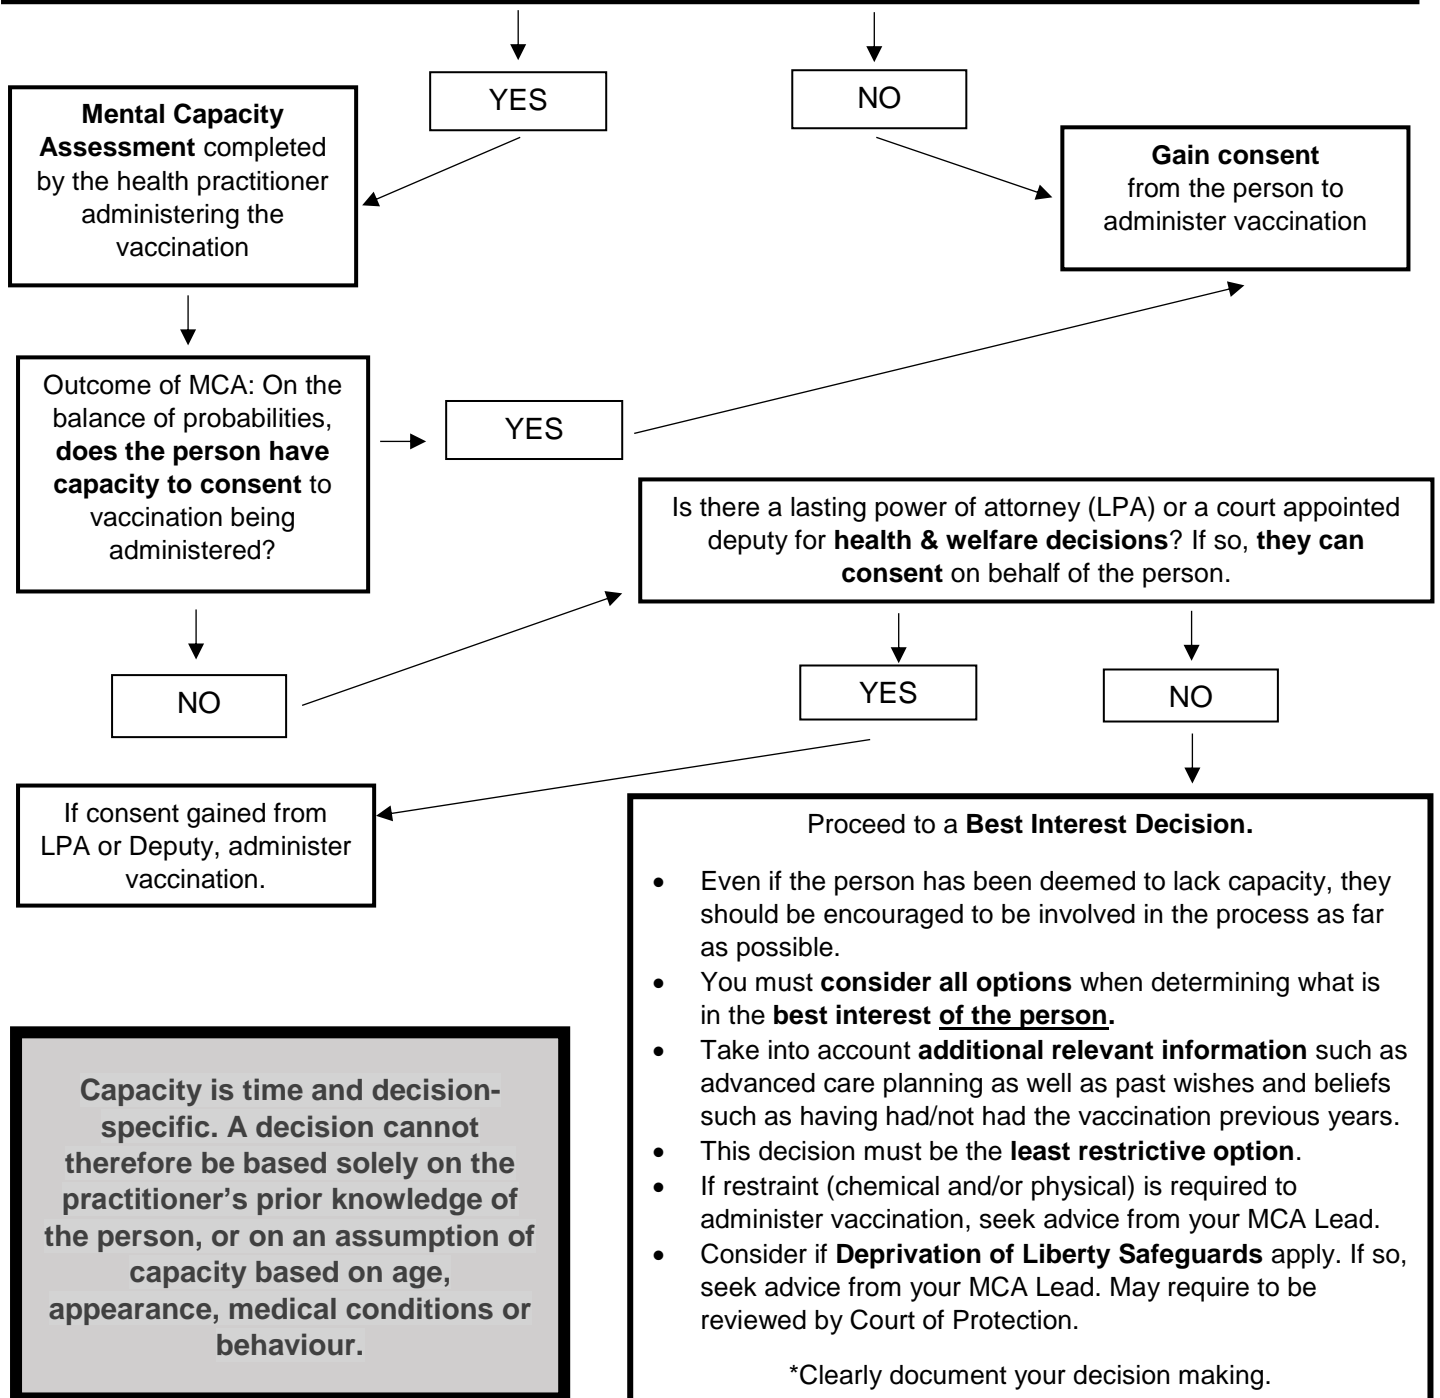 YES
NO
Mental Capacity
Assessment completed
by the health practitioner
administering the
vaccination
Gain consent
from the person to
administer vaccination
Outcome of MCA: On the
balance of probabilities,
does the person have
capacity to consent to
vaccination being
administered?
YES
Is there a lasting power of attorney (LPA) or a court appointed
deputy for health & welfare decisions? If so, they can
consent on behalf of the person.
NO
YES
NO
If consent gained from
LPA or Deputy, administer
vaccination.
Proceed to a Best Interest Decision.
• Even if the person has been deemed to lack capacity, they
should be encouraged to be involved in the process as far
as possible.
• You must consider all options when determining what is
in the best interest of the person.
• Take into account additional relevant information such as
advanced care planning as well as past wishes and beliefs
such as having had/not had the vaccination previous years.
• This decision must be the least restrictive option.
• If restraint (chemical and/or physical) is required to
administer vaccination, seek advice from your MCA Lead.
• Consider if Deprivation of Liberty Safeguards apply. If so,
seek advice from your MCA Lead. May require to be
reviewed by Court of Protection.
*Clearly document your decision making.
Capacity is time and decision-
specific. A decision cannot
therefore be based solely on the
practitioner’s prior knowledge of
the person, or on an assumption of
capacity based on age,
appearance, medical conditions or
behaviour.